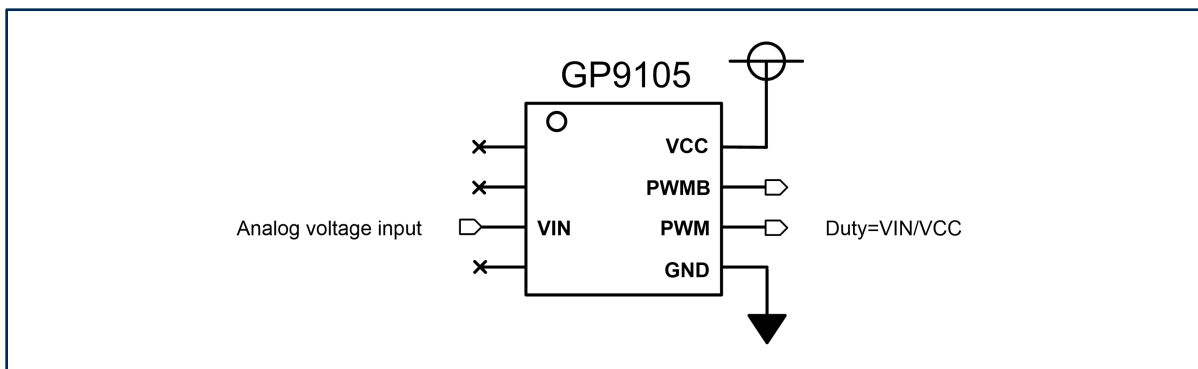 GP9105
VCC
PWMB
Analog voltage input VIN PWM Duty=VIN/VCC
GND